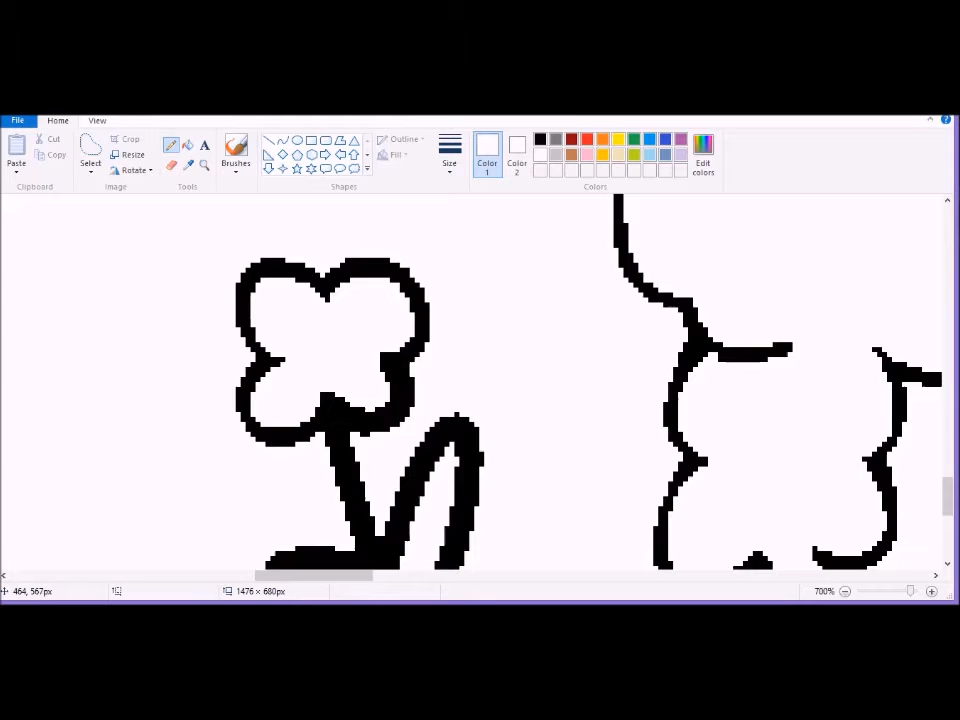 File Home View
Paste Cut Copy Clipboard
Select Crop Resize Rotate Image
A Tools
Brushes
Outline Fill Shapes
Size
Color 1 Color 2 Edit colors Colors
464, 567px 1476 × 680px 700%